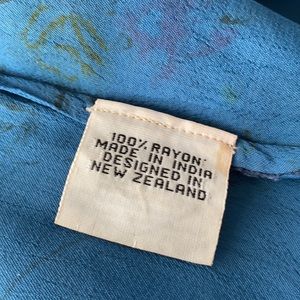 100% RAYON
MADE IN INDIA
DESIGNED IN
NEW ZEALAND